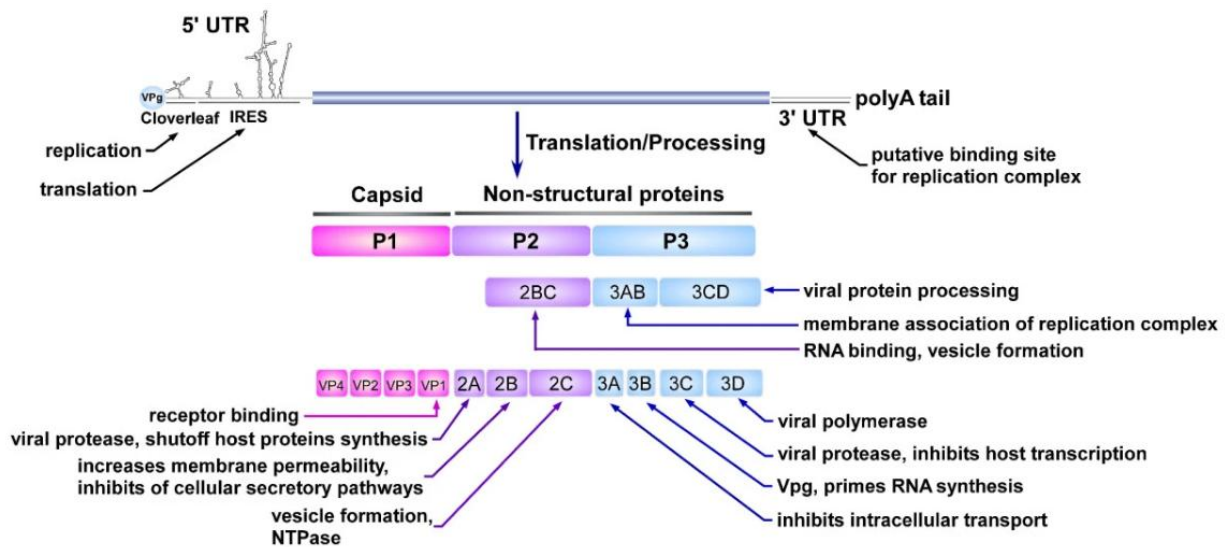 5' UTR
VPg
Cloverleaf IRES
polyA tail
3' UTR
replication
translation
Translation/Processing
putative binding site
for replication complex
Capsid
Non-structural proteins
P1 P2 P3
2BC 3AB 3CD
viral protein processing
membrane association of replication complex
RNA binding, vesicle formation
VP4 VP2 VP3 VP1 2A 2B 2C 3A 3B 3C 3D
receptor binding
viral protease, shutoff host proteins synthesis
increases membrane permeability,
inhibits of cellular secretory pathways
vesicle formation,
NTPase
viral polymerase
viral protease, inhibits host transcription
Vpg, primes RNA synthesis
inhibits intracellular transport